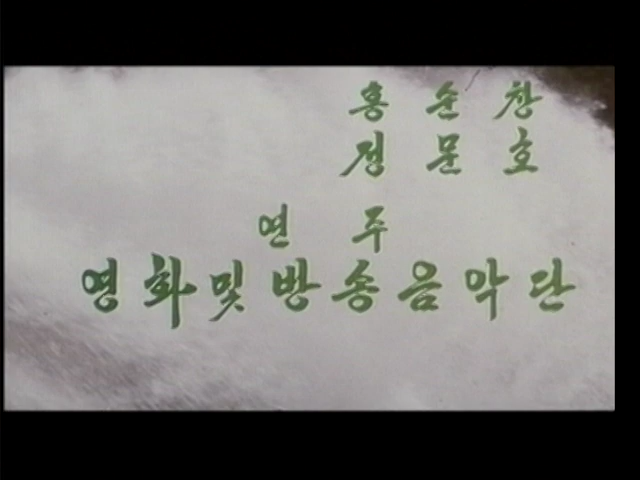 홍 순 창
정 문 호
연 주
영화및방송음악단